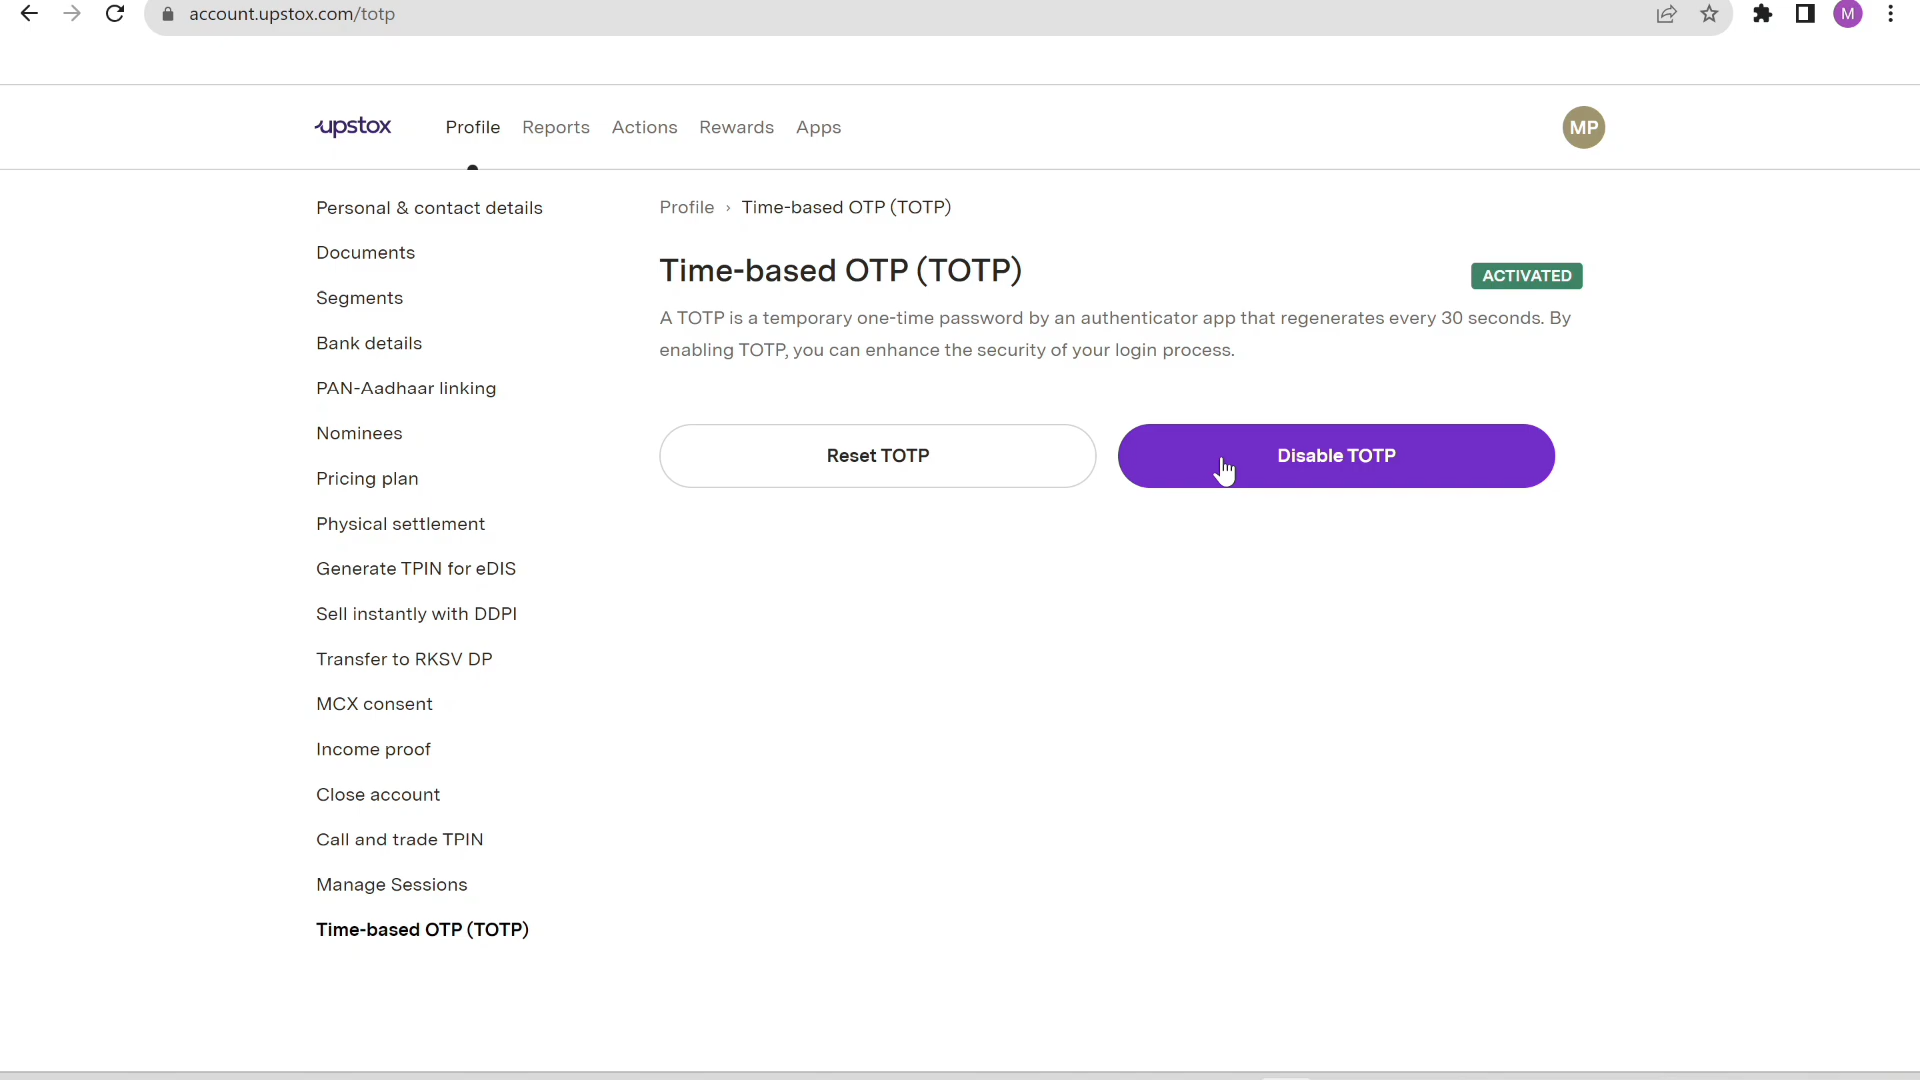 account.upstox.com/totp
M
upstox
Profile
Reports
Actions
Rewards
Apps
MP
Personal & contact details
Documents
Segments
Bank details
PAN-Aadhaar linking
Nominees
Pricing plan
Physical settlement
Generate TPIN for eDIS
Sell instantly with DDPI
Transfer to RKSV DP
MCX consent
Income proof
Close account
Call and trade TPIN
Manage Sessions
Time-based OTP (TOTP)
Profile › Time-based OTP (TOTP)
Time-based OTP (TOTP)
ACTIVATED
A TOTP is a temporary one-time password by an authenticator app that regenerates every 30 seconds. By
enabling TOTP, you can enhance the security of your login process.
Reset TOTP
Disable TOTP